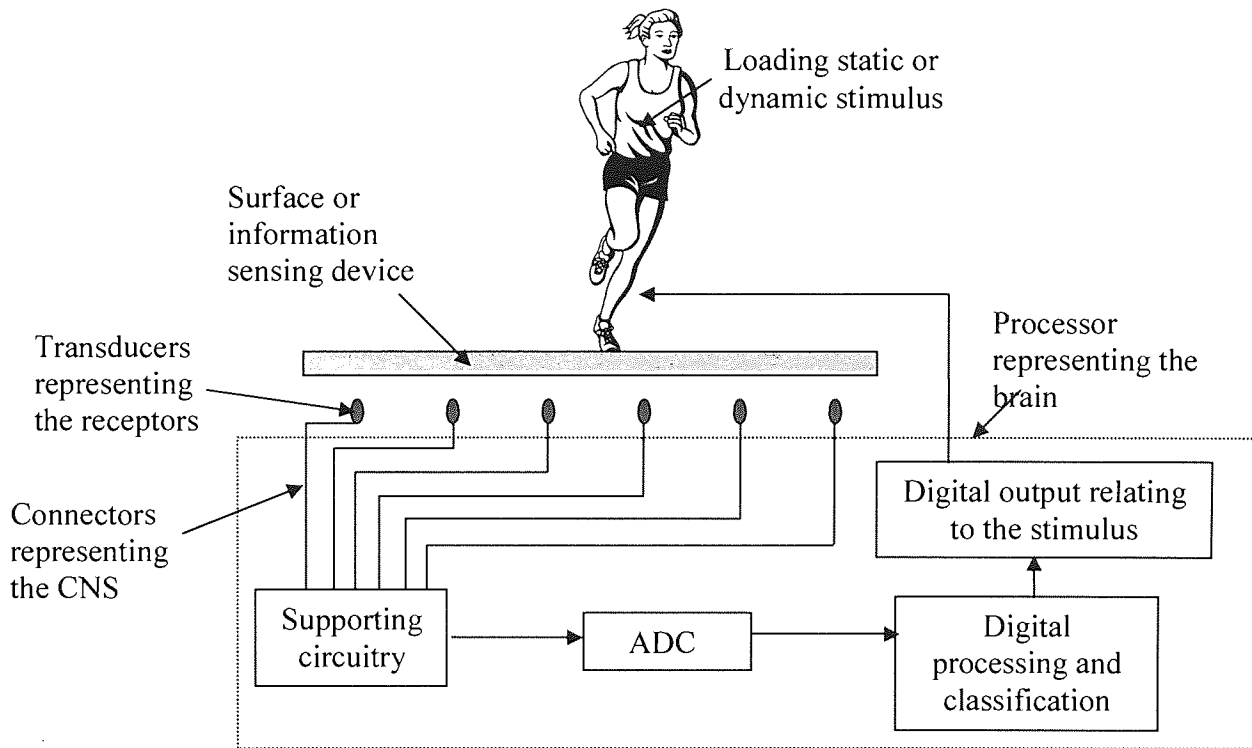 Loading static or
dynamic stimulus
Surface or
information
sensing device
Transducers
representing
the receptors
Processor
representing the
brain
Connectors
representing
the CNS
Digital output relating
to the stimulus
Supporting
circuitry
ADC
Digital
processing and
classification